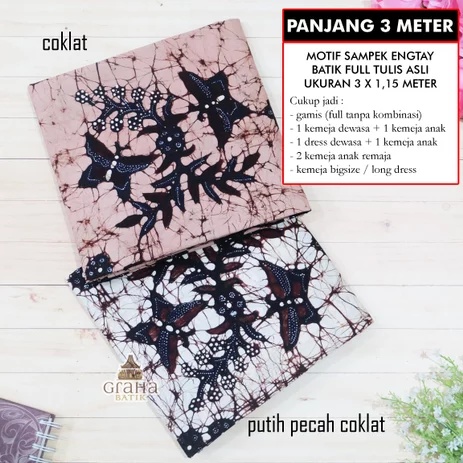 coklat
PANJANG 3 METER
MOTIF SAMPEK ENGTAY
BATIK FULL TULIS ASLI
UKURAN 3 X 1,15 METER
Cukup jadi :
- gamis (full tanpa kombinasi)
- 1 kemeja dewasa + 1 kemeja anak
- 1 dress dewasa + 1 kemeja anak
- 2 kemeja anak remaja
- kemeja bigsize / long dress
GraHa
BATIK
putih pecah coklat